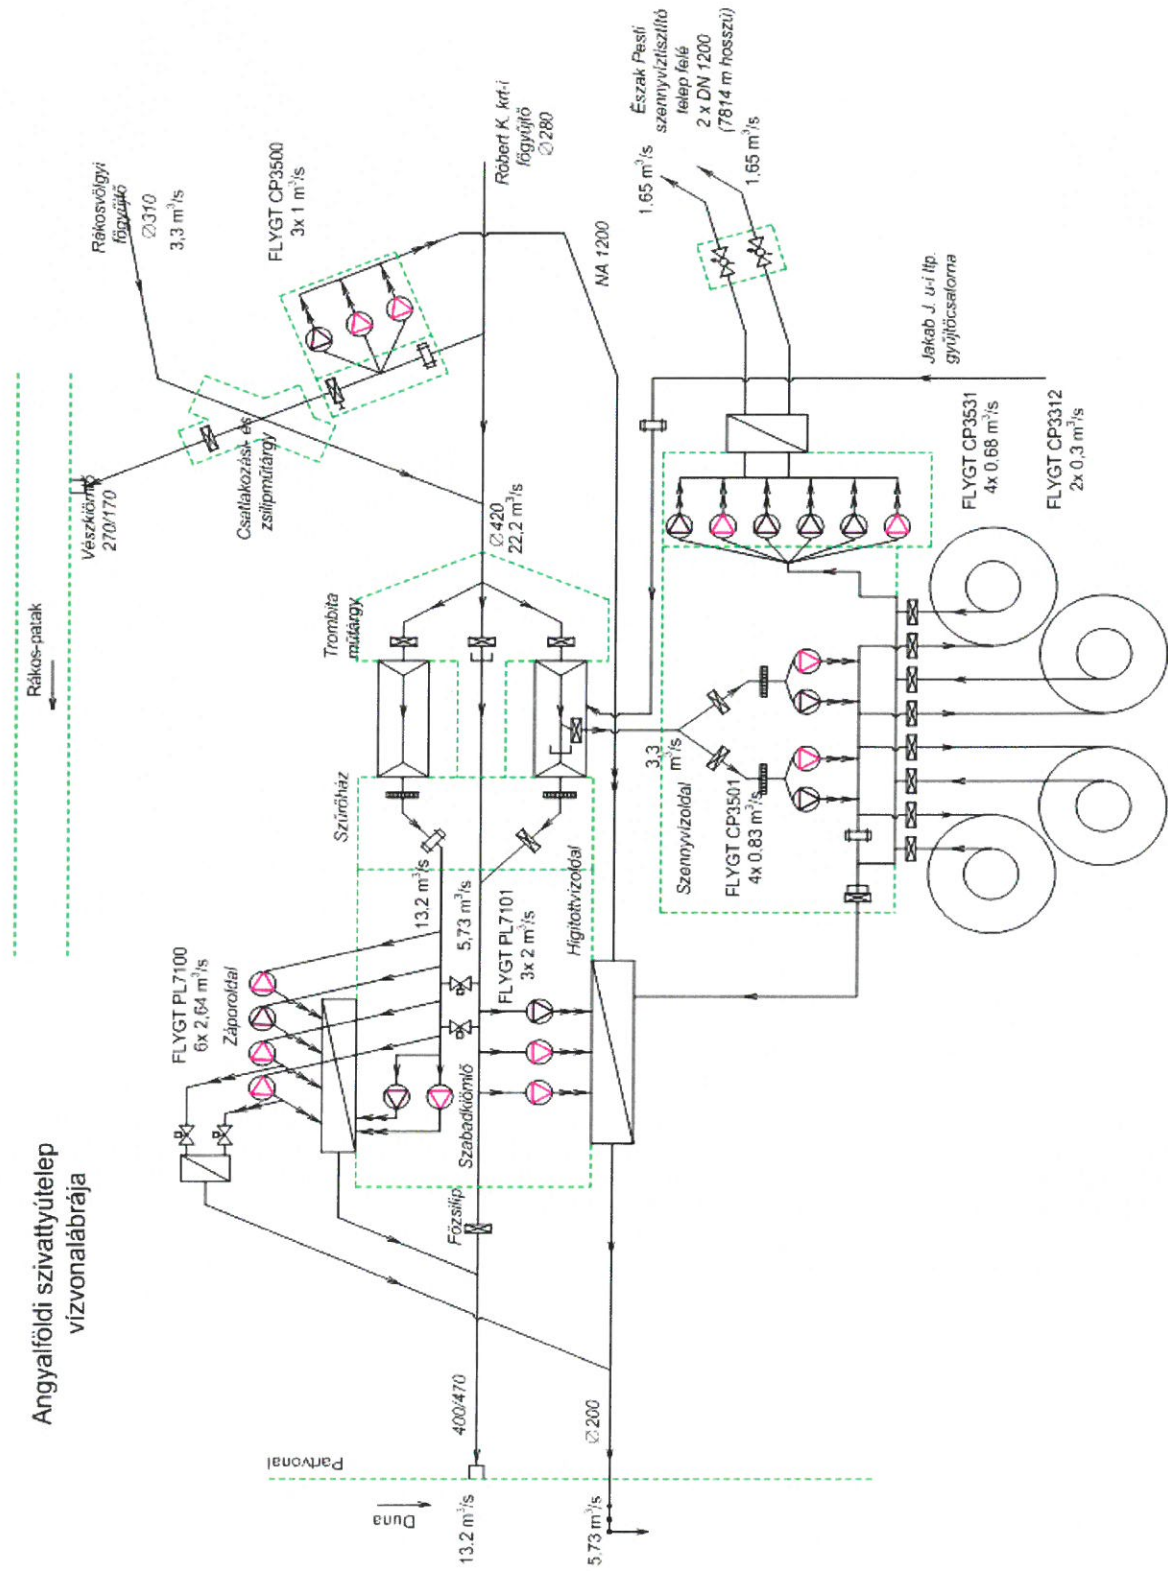 Angyalföldi szivattyútelep
vízvonalábrája
Rákos-patak
Vészkiömlő
270/170
Rákosvölgyi
főgyűjtő
∅310
3,3 m³/s
FLYGT CP3500
3x 1 m³/s
Csatlakozási- és
zsilipműtárgy
Róbert K. krt-i
főgyűjtő
∅280
NA 1200
∅420
22,2 m³/s
Trombita
műtárgy
Szűrőház
13.2 m³/s
5,73 m³/s
FLYGT PL7100
6x 2,64 m³/s
Záporoldal
FLYGT PL7101
3x 2 m³/s
Hígítottvízoldal
Szabadkiömlő
Főzsilip
400/470
∅200
Partvonal
Duna
13.2 m³/s
5,73 m³/s
Észak Pesti
szennyvíztisztító
telep felé
2 x DN 1200
(7814 m hosszú)
1,65 m³/s
1,65 m³/s
Jakab J. u-i ltp.
gyűjtőcsatorna
FLYGT CP3531
4x 0,68 m³/s
FLYGT CP3312
2x 0,3 m³/s
3,3
m³/s
Szennyvízoldal
FLYGT CP3501
4x 0.83 m³/s